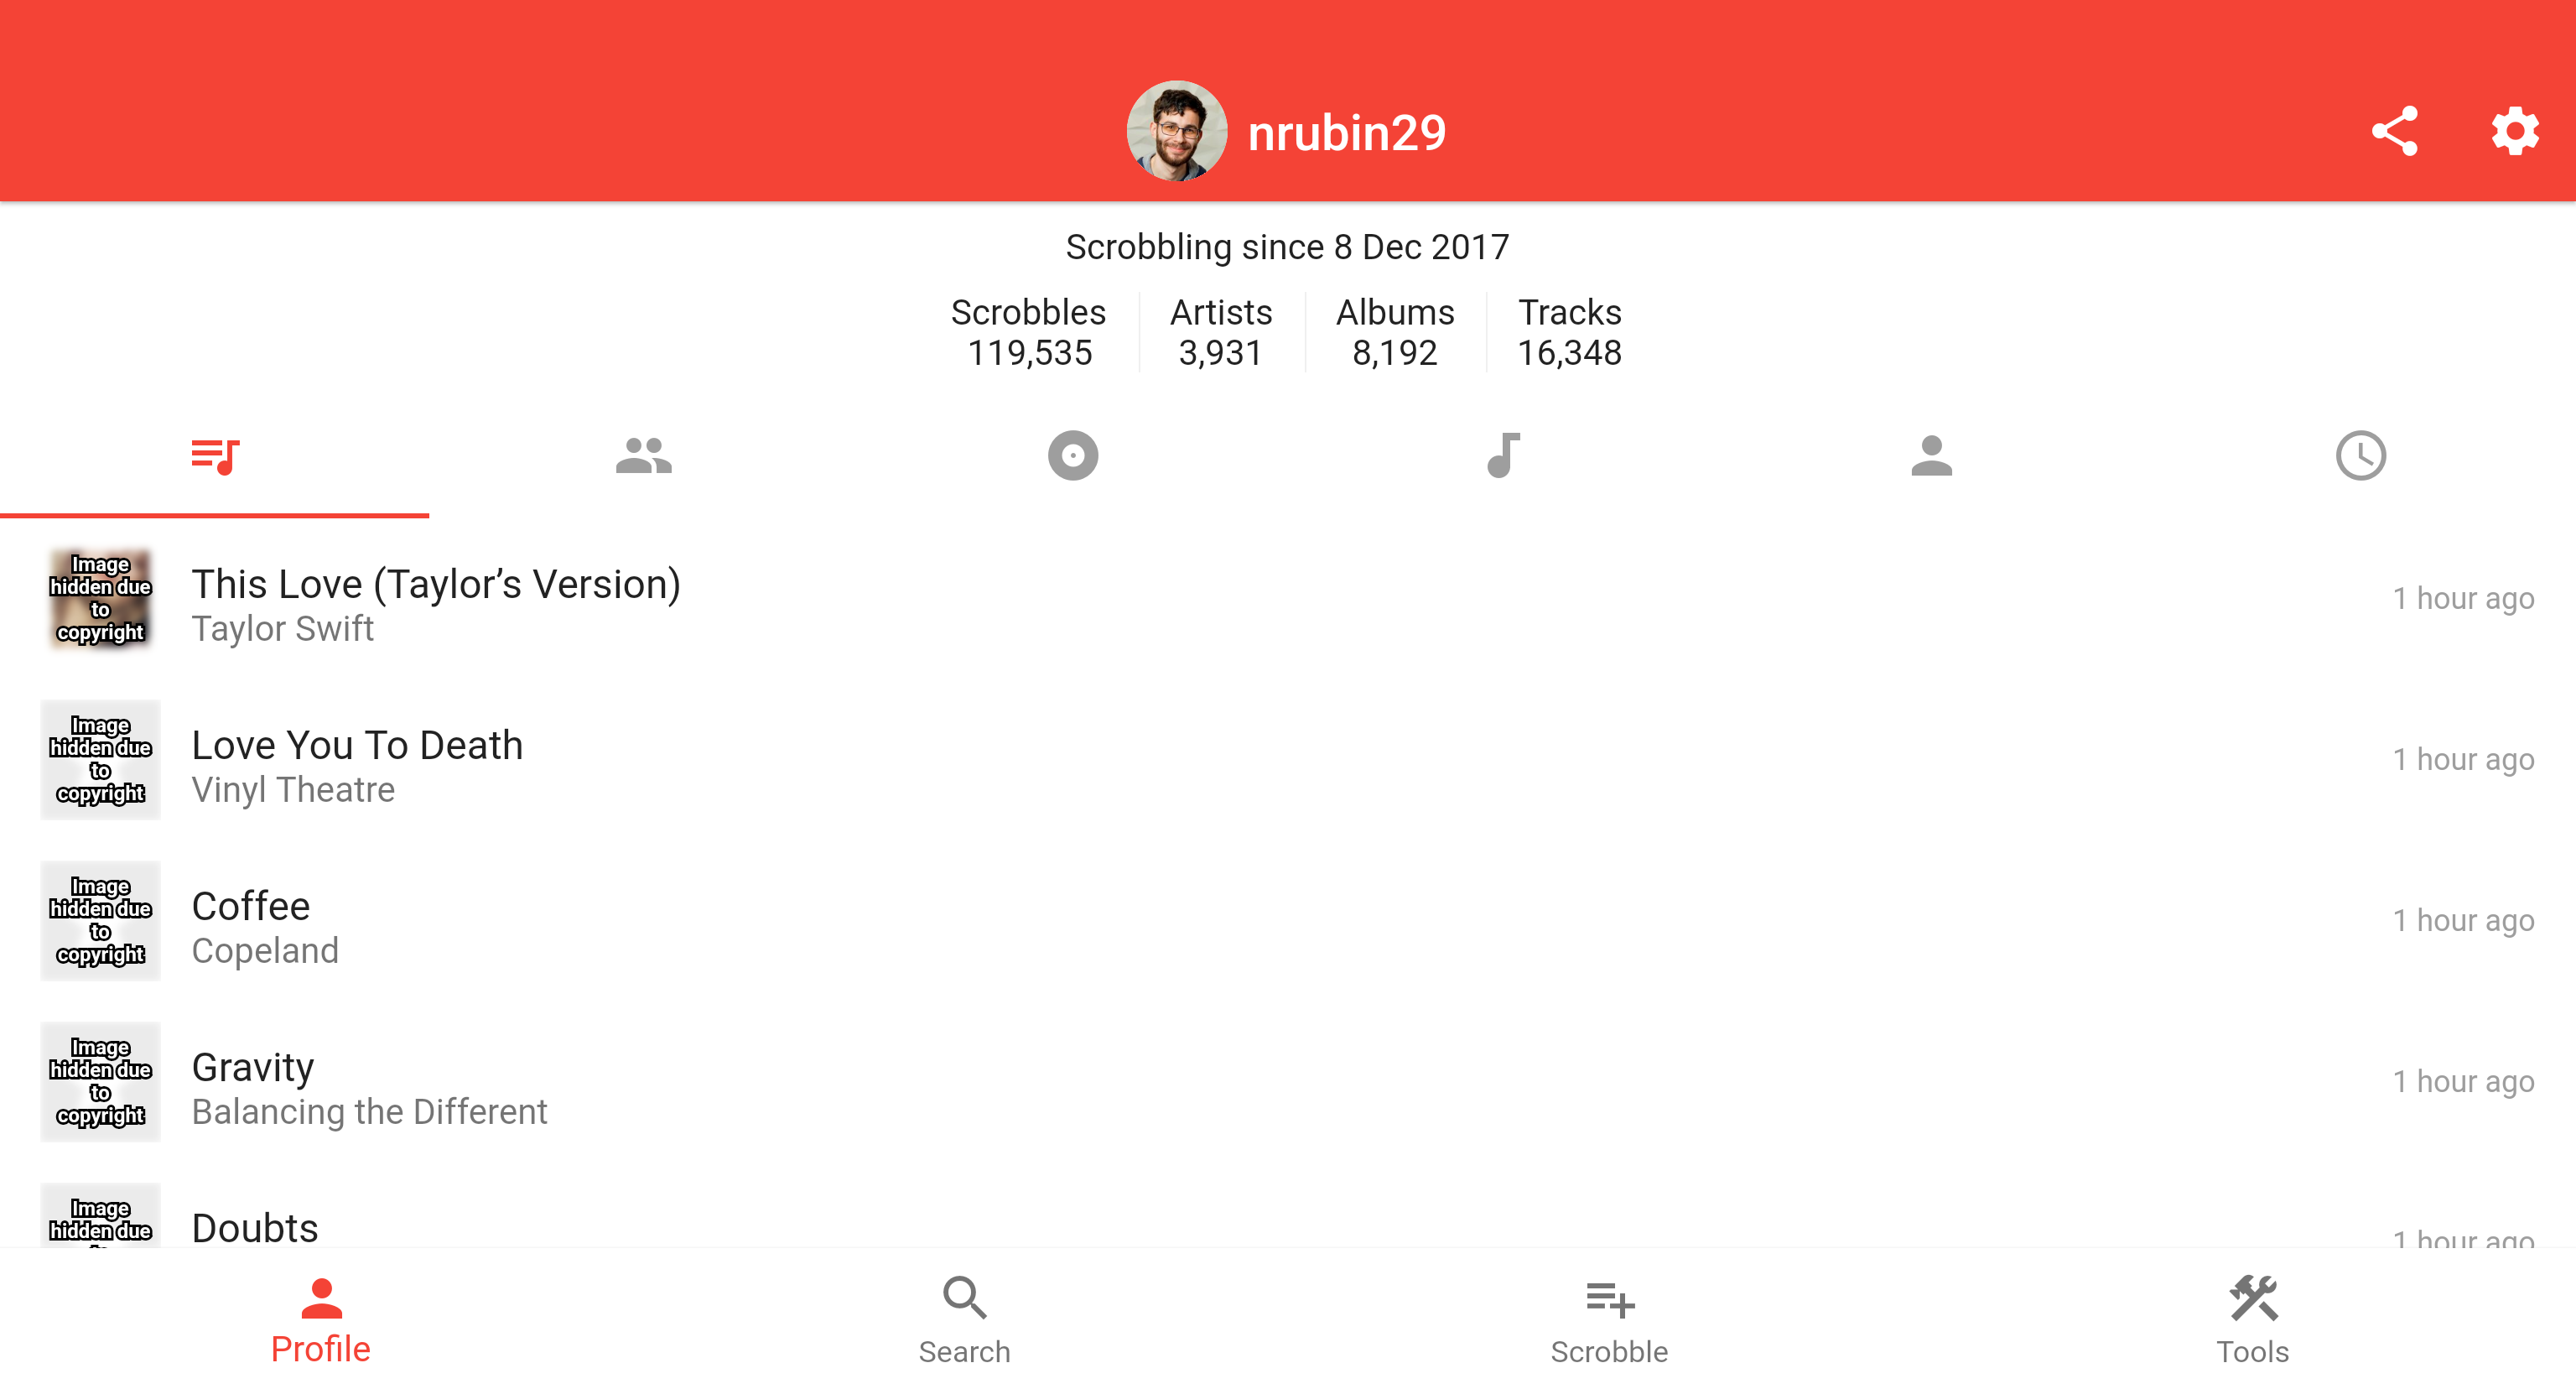 nrubin29
Scrobbling since 8 Dec 2017
Scrobbles
119,535
Artists
3,931
Albums
8,192
Tracks
16,348
Image
hidden due
to
copyright
This Love (Taylor’s Version)
Taylor Swift
1 hour ago
Image
hidden due
to
copyright
Love You To Death
Vinyl Theatre
1 hour ago
Image
hidden due
to
copyright
Coffee
Copeland
1 hour ago
Image
hidden due
to
copyright
Gravity
Balancing the Different
1 hour ago
Image
hidden due
Doubts
1 hour ago
Profile
Search
Scrobble
Tools